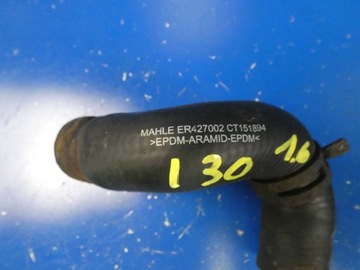 MAHLE ER427002 CT151894
>EPDM-ARAMID-EPDM<
I 30 1,6